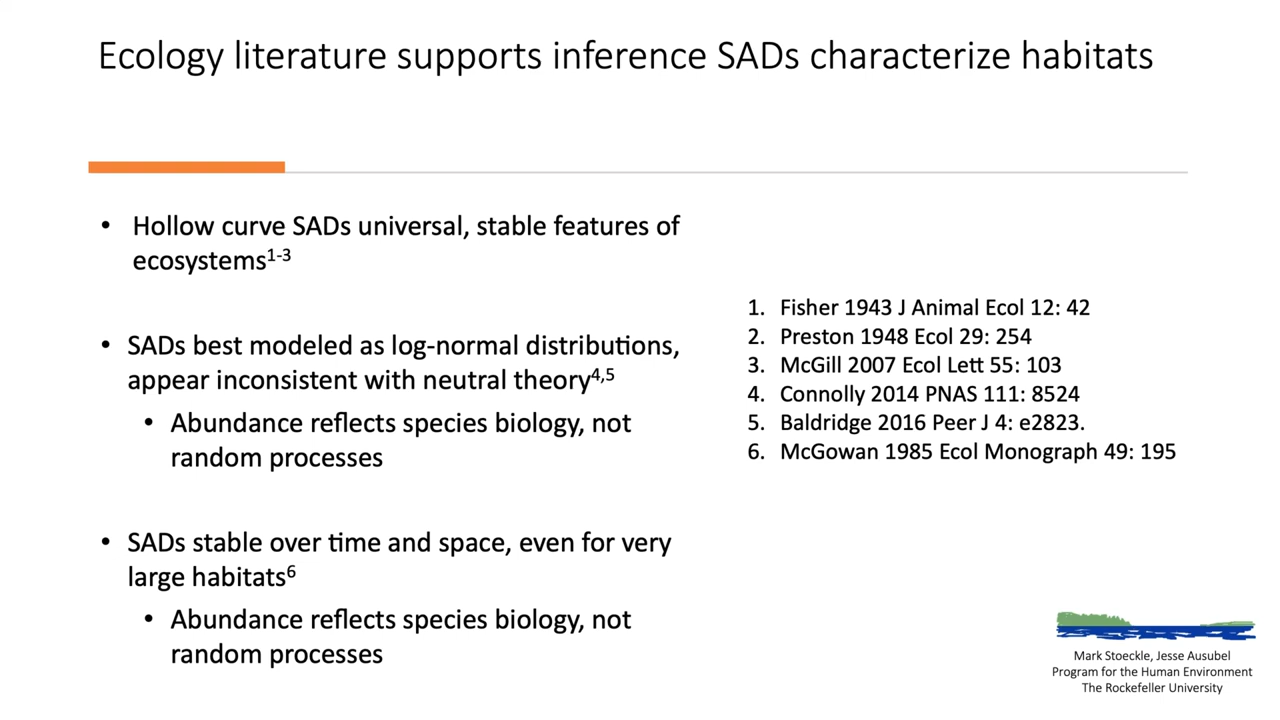 Ecology literature supports inference SADs characterize habitats
• Hollow curve SADs universal, stable features of
ecosystems1-3
• SADs best modeled as log-normal distributions,
appear inconsistent with neutral theory4,5
• Abundance reflects species biology, not
random processes
• SADs stable over time and space, even for very
large habitats6
• Abundance reflects species biology, not
random processes
1. Fisher 1943 J Animal Ecol 12: 42
2. Preston 1948 Ecol 29: 254
3. McGill 2007 Ecol Lett 55: 103
4. Connolly 2014 PNAS 111: 8524
5. Baldridge 2016 Peer J 4: e2823.
6. McGowan 1985 Ecol Monograph 49: 195
Mark Stoeckle, Jesse Ausubel
Program for the Human Environment
The Rockefeller University